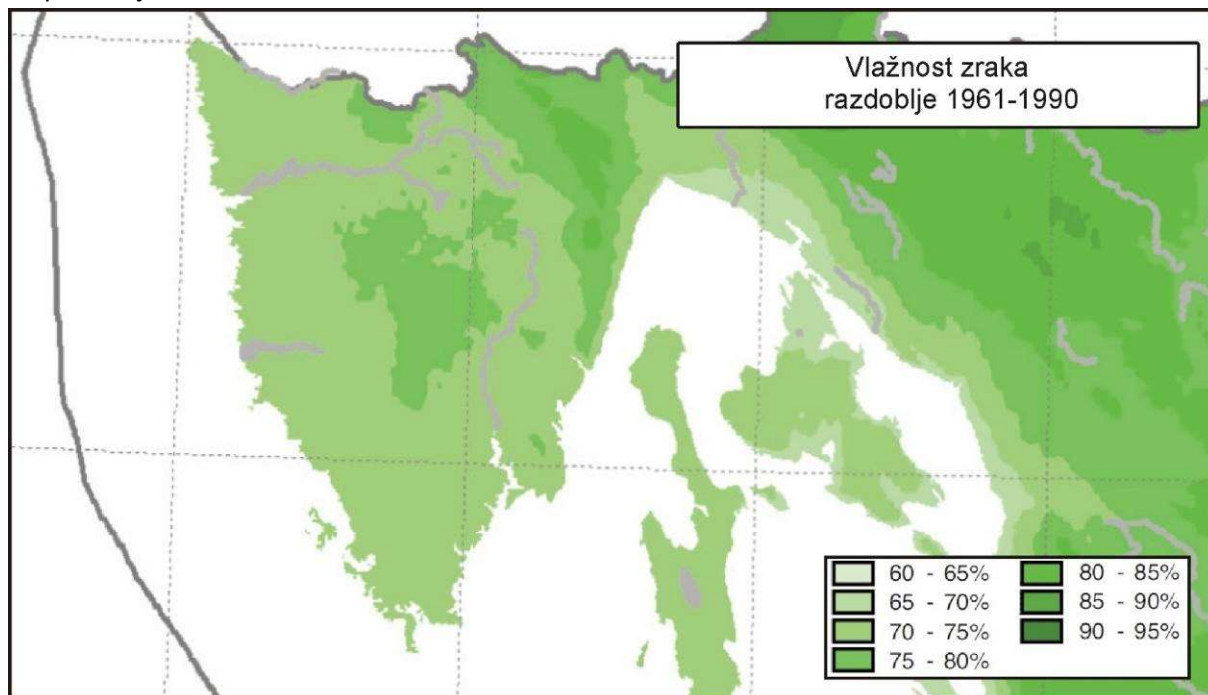 Vlažnost zraka
razdoblje 1961-1990
60 - 65%
65 - 70%
70 - 75%
75 - 80%
80 - 85%
85 - 90%
90 - 95%